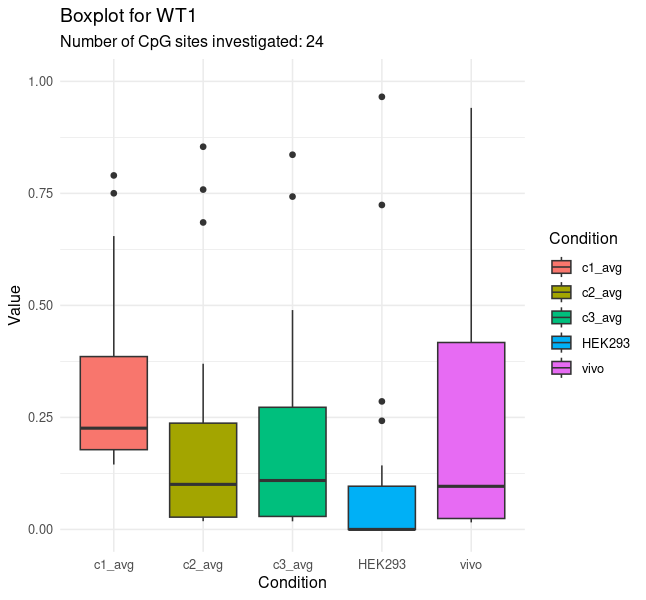 Boxplot for WT1
Number of CpG sites investigated: 24
1.00
0.75
0.50
0.25
0.00
Value
c1_avg
c2_avg
c3_avg
HEK293
vivo
Condition
Condition
c1_avg
c2_avg
c3_avg
HEK293
vivo